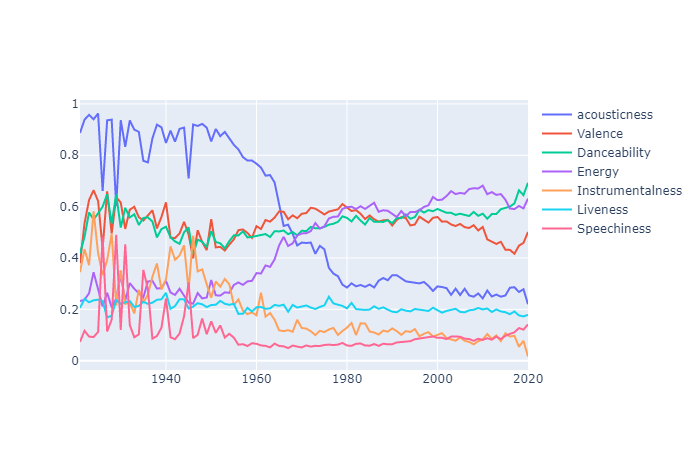 1
0.8
0.6
0.4
0.2
0
1940
1960
1980
2000
2020
acousticness
Valence
Danceability
Energy
Instrumentalness
Liveness
Speechiness